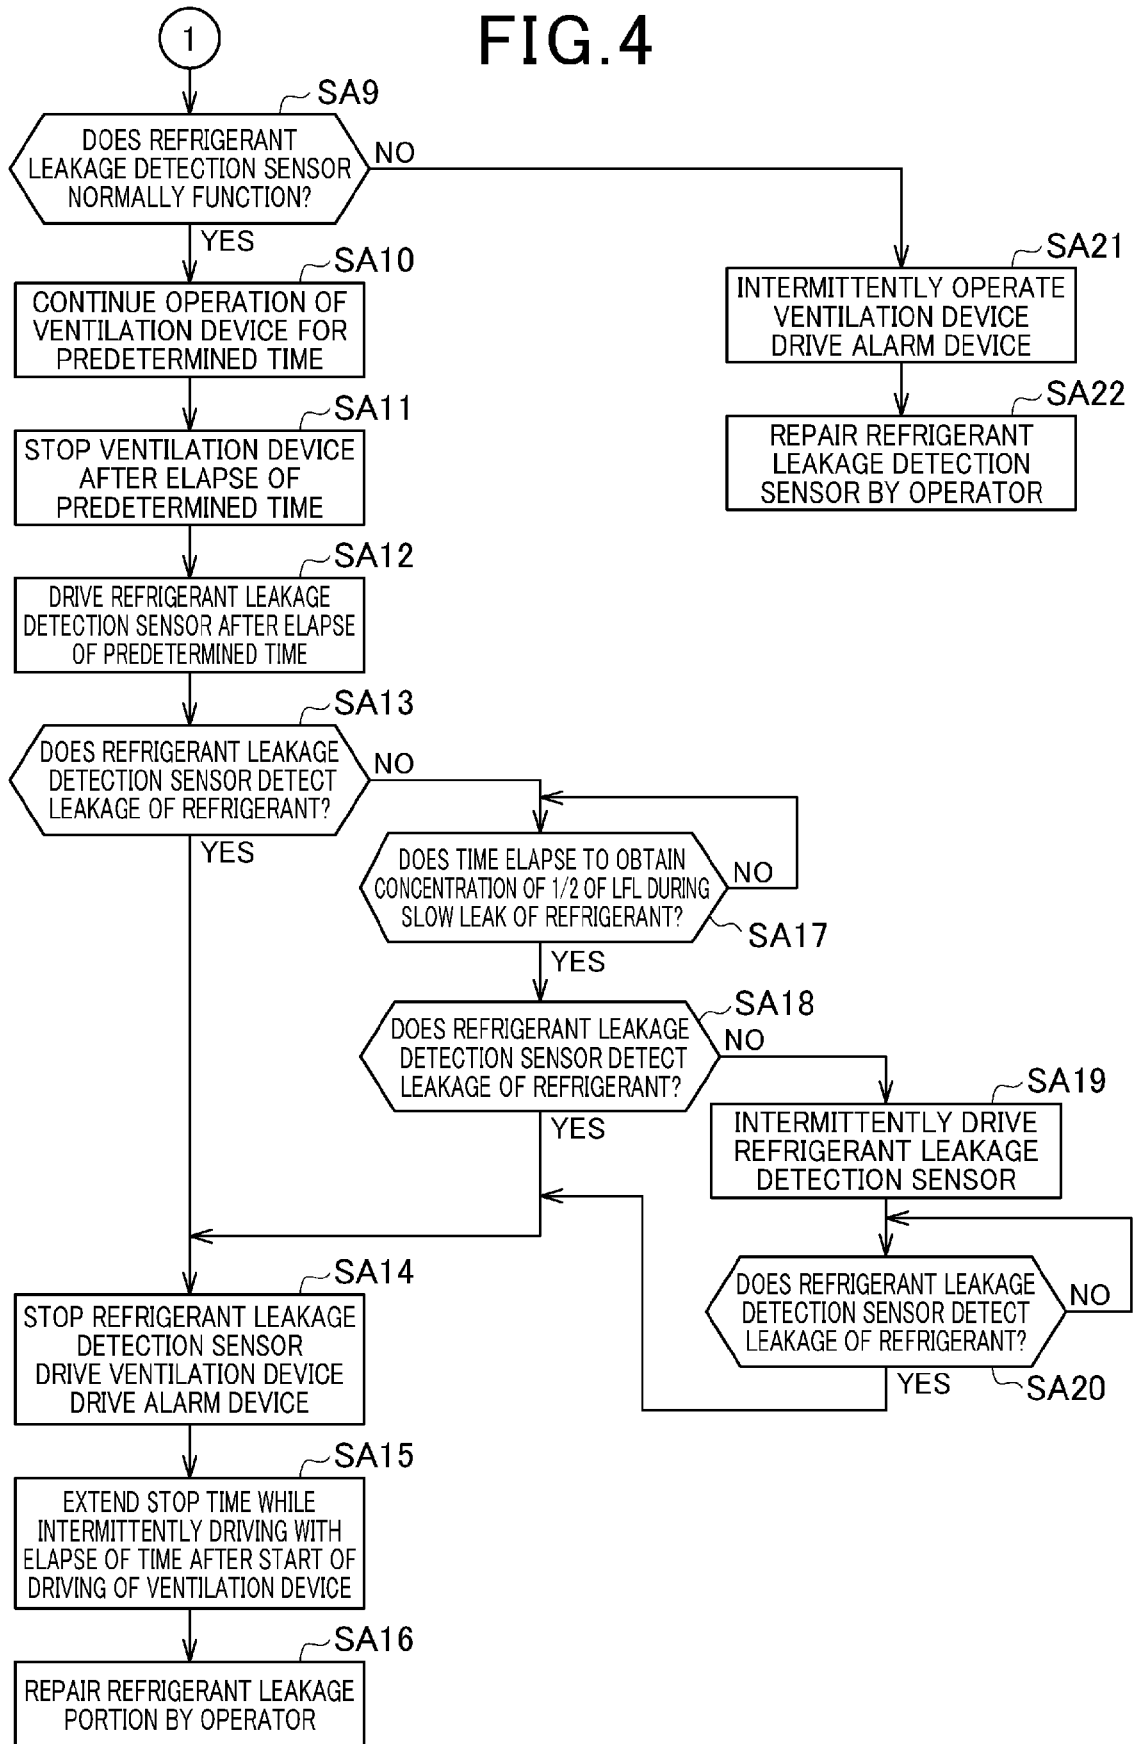 FIG.4
1
SA9
DOES REFRIGERANT
LEAKAGE DETECTION SENSOR
NORMALLY FUNCTION?
NO
YES
SA10
CONTINUE OPERATION OF
VENTILATION DEVICE FOR
PREDETERMINED TIME
SA21
INTERMITTENTLY OPERATE
VENTILATION DEVICE
DRIVE ALARM DEVICE
SA11
STOP VENTILATION DEVICE
AFTER ELAPSE OF
PREDETERMINED TIME
SA22
REPAIR REFRIGERANT
LEAKAGE DETECTION
SENSOR BY OPERATOR
SA12
DRIVE REFRIGERANT LEAKAGE
DETECTION SENSOR AFTER ELAPSE
OF PREDETERMINED TIME
SA13
DOES REFRIGERANT LEAKAGE
DETECTION SENSOR DETECT
LEAKAGE OF REFRIGERANT?
NO
YES
DOES TIME ELAPSE TO OBTAIN
CONCENTRATION OF 1/2 OF LFL DURING
SLOW LEAK OF REFRIGERANT?
NO
SA17
YES
SA18
DOES REFRIGERANT LEAKAGE
DETECTION SENSOR DETECT
LEAKAGE OF REFRIGERANT?
NO
YES
SA19
INTERMITTENTLY DRIVE
REFRIGERANT LEAKAGE
DETECTION SENSOR
DOES REFRIGERANT LEAKAGE
DETECTION SENSOR DETECT
LEAKAGE OF REFRIGERANT?
NO
YES
SA20
SA14
STOP REFRIGERANT LEAKAGE
DETECTION SENSOR
DRIVE VENTILATION DEVICE
DRIVE ALARM DEVICE
SA15
EXTEND STOP TIME WHILE
INTERMITTENTLY DRIVING WITH
ELAPSE OF TIME AFTER START OF
DRIVING OF VENTILATION DEVICE
SA16
REPAIR REFRIGERANT LEAKAGE
PORTION BY OPERATOR